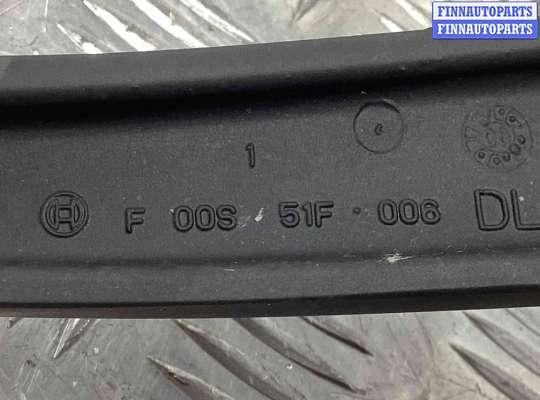 FINNAUTOPARTS
FINNAUTOPARTS
1
F 00S 51F · 006 DL